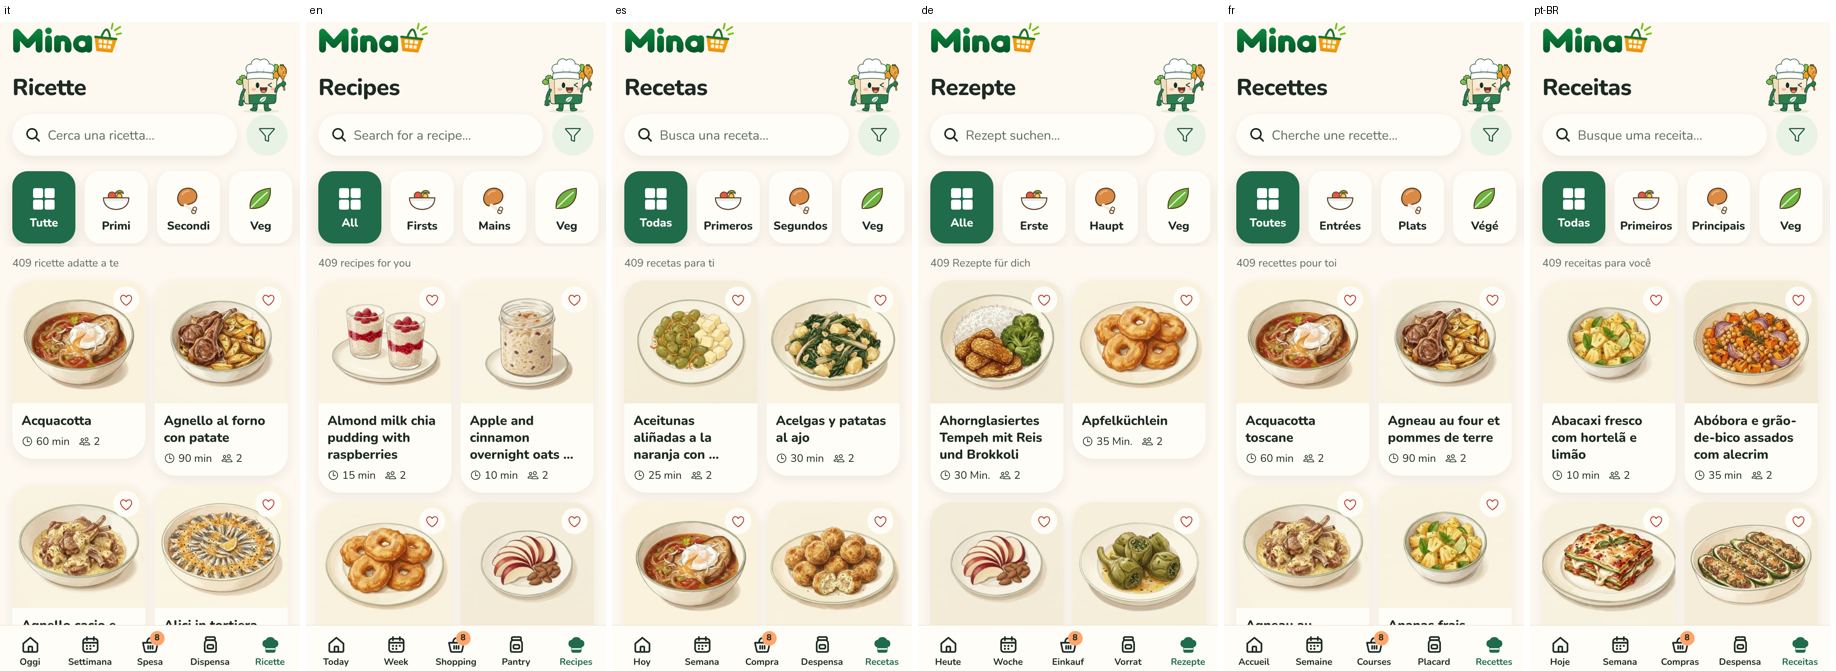 it
Mina
Ricette
Cerca una ricetta...
Tutte
Primi
Secondi
Veg
409 ricette adatte a te
Acquacotta
60 min 2
Agnello al forno
con patate
90 min 2
Agnello cacio e
Alici in tortiera
Oggi
Settimana
8
Spesa
Dispensa
Ricette
en
Mina
Recipes
Search for a recipe...
All
Firsts
Mains
Veg
409 recipes for you
Almond milk chia
pudding with
raspberries
15 min 2
Apple and
cinnamon
overnight oats ...
10 min 2
Today
Week
8
Shopping
Pantry
Recipes
es
Mina
Recetas
Busca una receta...
Todas
Primeros
Segundos
Veg
409 recetas para ti
Aceitunas
aliñadas a la
naranja con ...
25 min 2
Acelgas y patatas
al ajo
30 min 2
Hoy
Semana
8
Compra
Despensa
Recetas
de
Mina
Rezepte
Rezept suchen...
Alle
Erste
Haupt
Veg
409 Rezepte für dich
Ahornglasiertes
Tempeh mit Reis
und Brokkoli
30 Min. 2
Apfelküchlein
35 Min. 2
Heute
Woche
8
Einkauf
Vorrat
Rezepte
fr
Mina
Recettes
Cherche une recette...
Toutes
Entrées
Plats
Végé
409 recettes pour toi
Acquacotta
toscane
60 min 2
Agneau au four et
pommes de terre
90 min 2
Agneau au
Ananas frais
Accueil
Semaine
8
Courses
Placard
Recettes
pt-BR
Mina
Receitas
Busque uma receita...
Todas
Primeiros
Principais
Veg
409 receitas para você
Abacaxi fresco
com hortelã e
limão
10 min 2
Abóbora e grão-
de-bico assados
com alecrim
35 min 2
Hoje
Semana
8
Compras
Despensa
Receitas